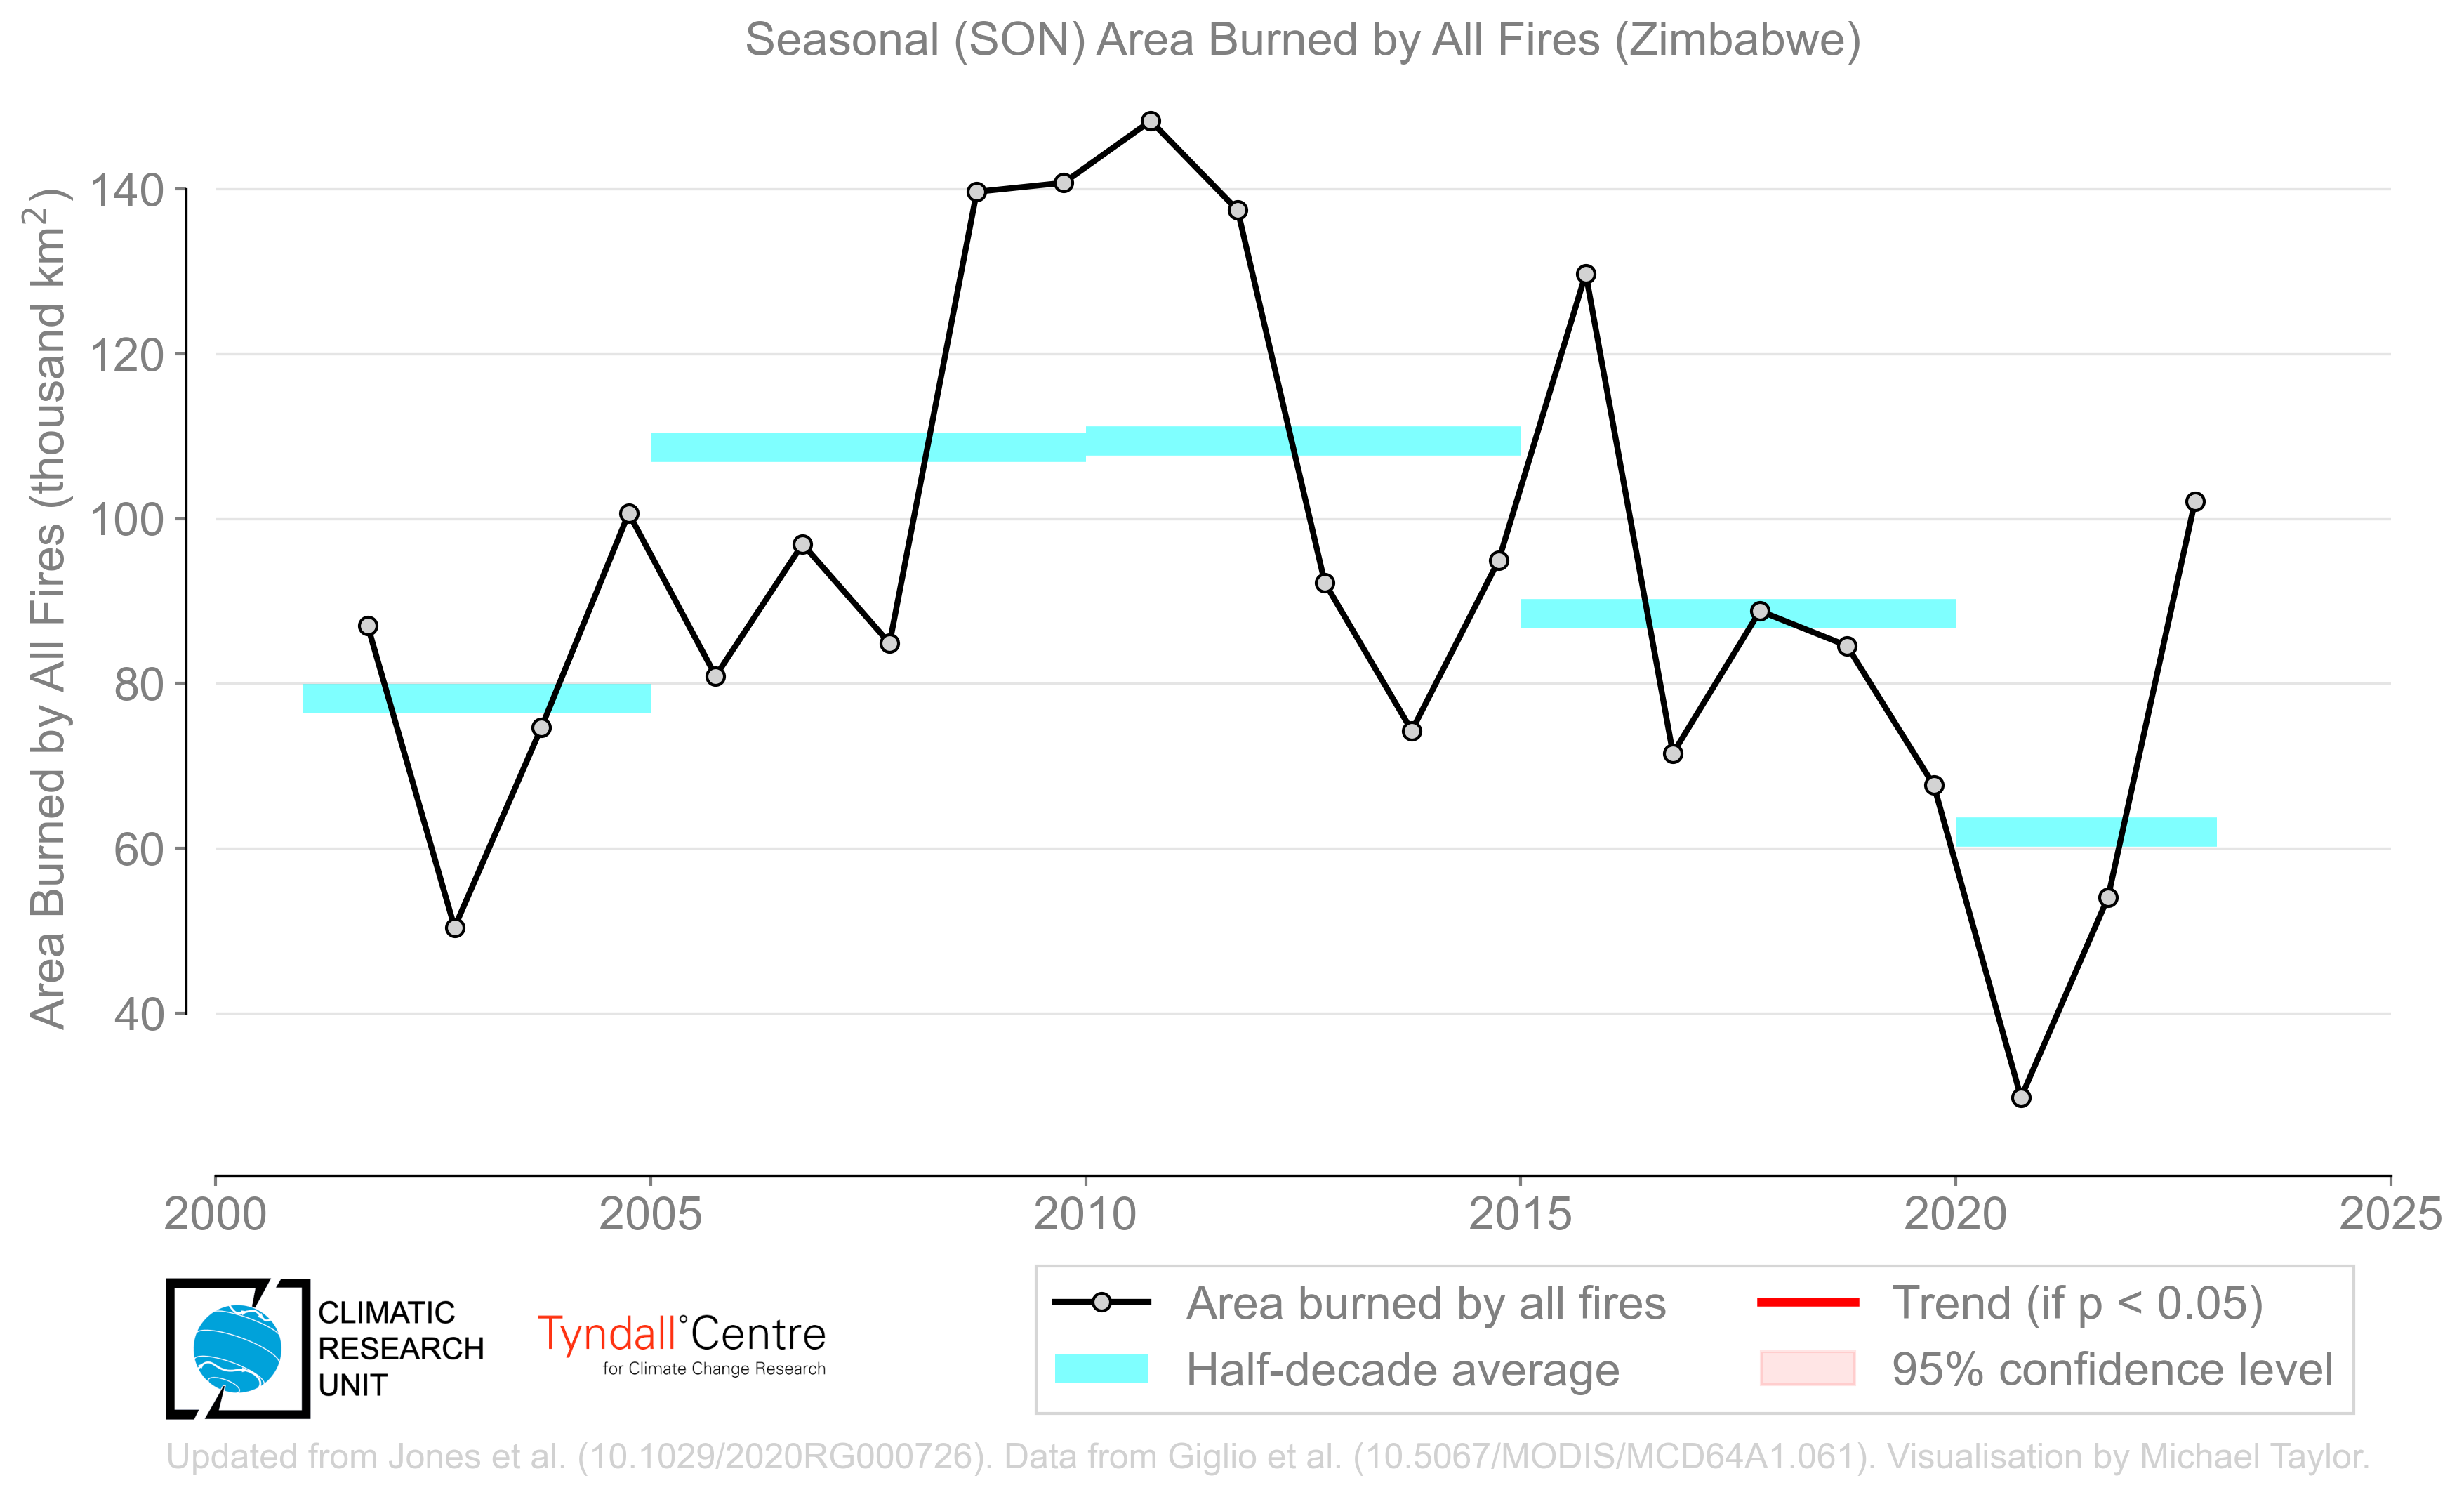 Seasonal (SON) Area Burned by All Fires (Zimbabwe)
Area Burned by All Fires (thousand km²)
140
120
100
80
60
40
2000 2005 2010 2015 2020 2025
Area burned by all fires
Half-decade average
Trend (if p < 0.05)
95% confidence level
CLIMATIC
RESEARCH
UNIT
Tyndall°Centre
for Climate Change Research
Updated from Jones et al. (10.1029/2020RG000726). Data from Giglio et al. (10.5067/MODIS/MCD64A1.061). Visualisation by Michael Taylor.